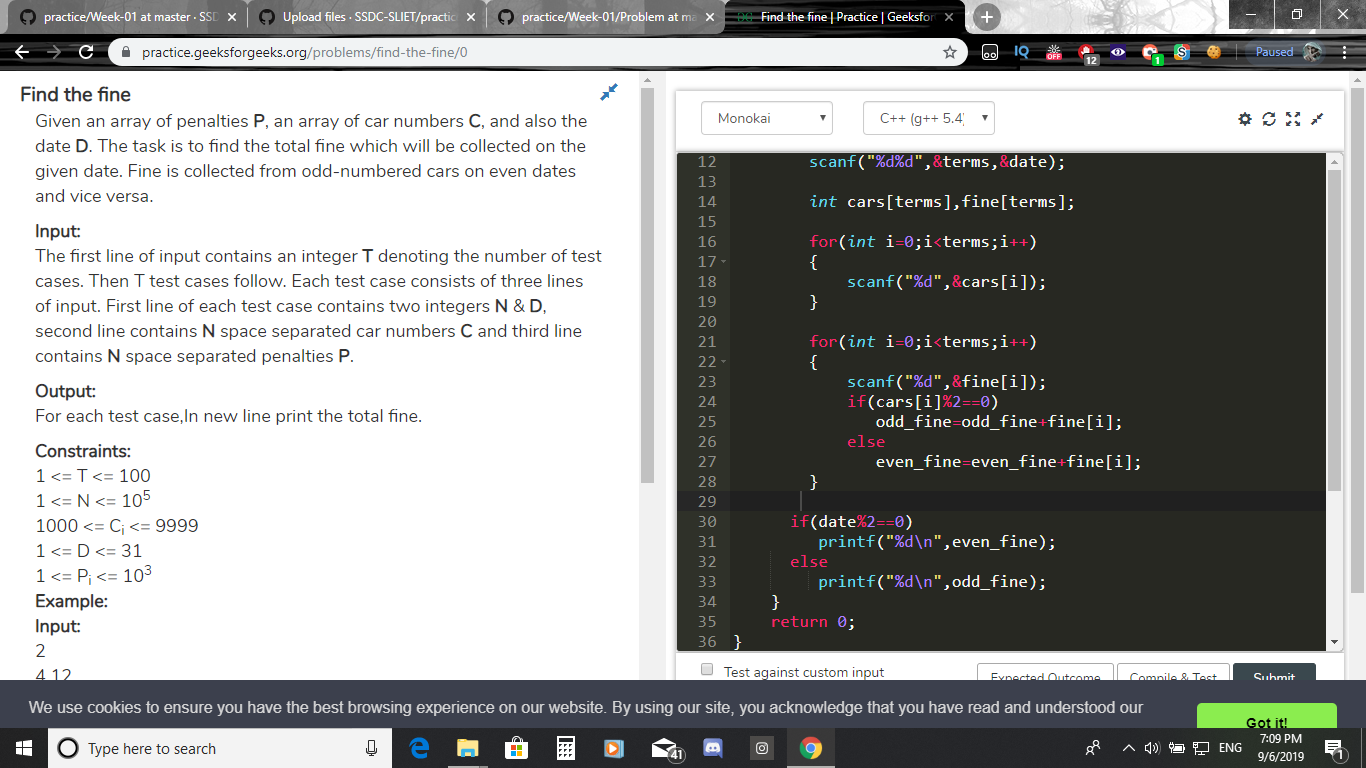 practice/Week-01 at master · SSD
Upload files · SSDC-SLIET/practic
practice/Week-01/Problem at ma
Find the fine | Practice | Geeksfor
practice.geeksforgeeks.org/problems/find-the-fine/0
IQ
OFF
12
1
S
Paused
Find the fine
Given an array of penalties P, an array of car numbers C, and also the
date D. The task is to find the total fine which will be collected on the
given date. Fine is collected from odd-numbered cars on even dates
and vice versa.
Input:
The first line of input contains an integer T denoting the number of test
cases. Then T test cases follow. Each test case consists of three lines
of input. First line of each test case contains two integers N & D,
second line contains N space separated car numbers C and third line
contains N space separated penalties P.
Output:
For each test case,In new line print the total fine.
Constraints:
1 <= T <= 100
1 <= N <= 10^5
1000 <= C_i <= 9999
1 <= D <= 31
1 <= P_i <= 10^3
Example:
Input:
2
4 12
Monokai
C++ (g++ 5.4)
12 scanf("%d%d",&terms,&date);
13
14 int cars[terms],fine[terms];
15
16 for(int i=0;i<terms;i++)
17 {
18 scanf("%d",&cars[i]);
19 }
20
21 for(int i=0;i<terms;i++)
22 {
23 scanf("%d",&fine[i]);
24 if(cars[i]%2==0)
25 odd_fine=odd_fine+fine[i];
26 else
27 even_fine=even_fine+fine[i];
28 }
29
30 if(date%2==0)
31 printf("%d\n",even_fine);
32 else
33 printf("%d\n",odd_fine);
34 }
35 return 0;
36 }
Test against custom input
Expected Outcome
Compile & Test
Submit
We use cookies to ensure you have the best browsing experience on our website. By using our site, you acknowledge that you have read and understood our
Got it!
Type here to search
41
ENG
7:09 PM
9/6/2019
1